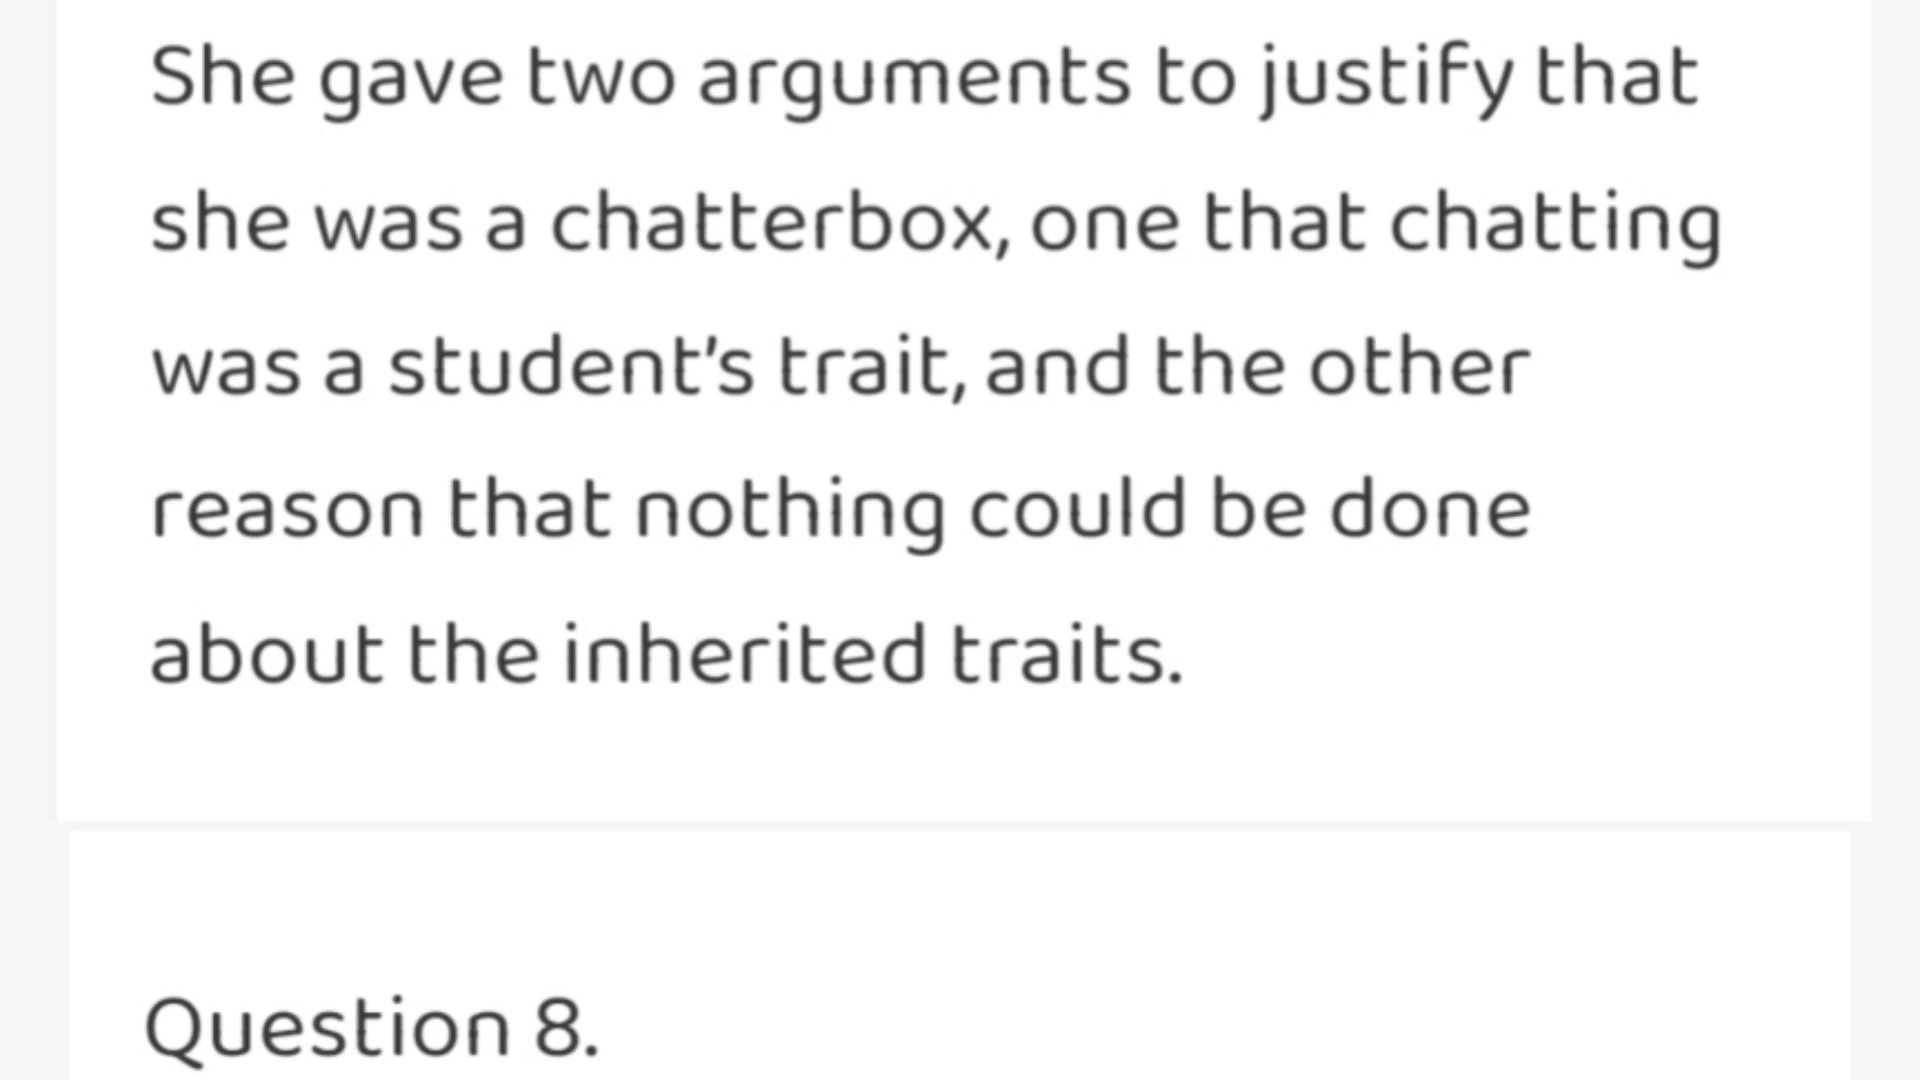 She gave two arguments to justify that
she was a chatterbox, one that chatting
was a student’s trait, and the other
reason that nothing could be done
about the inherited traits.
Question 8.